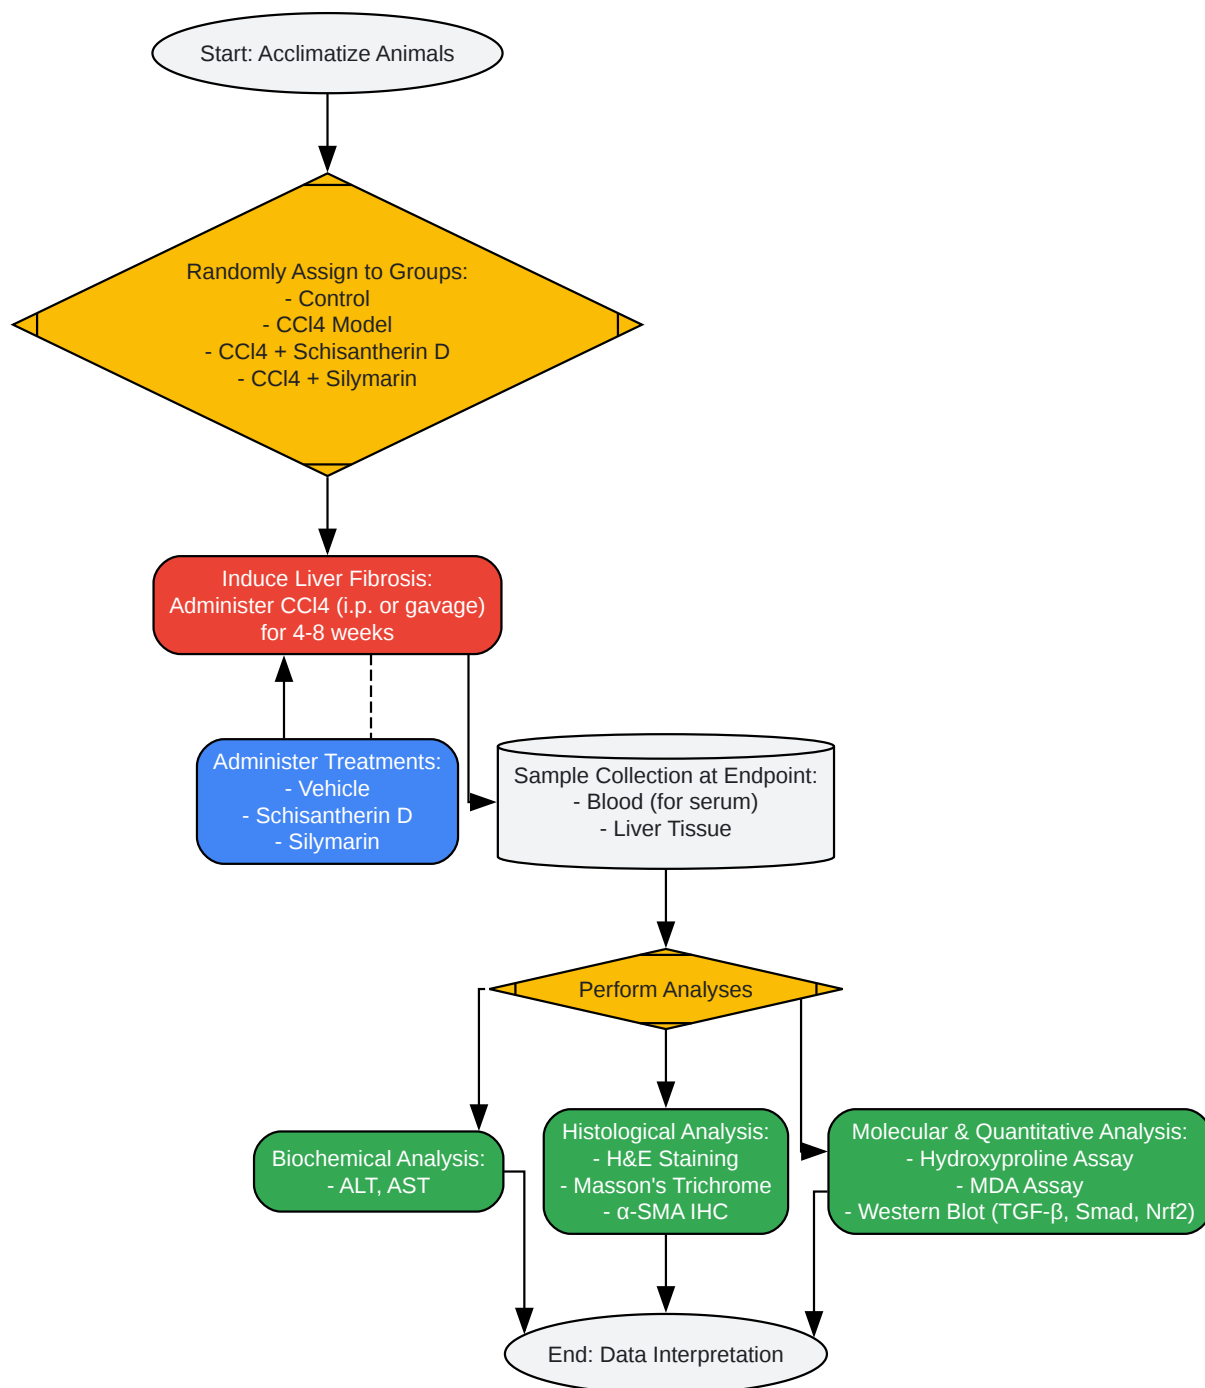 Start: Acclimatize Animals
Randomly Assign to Groups:
- Control
- CCl4 Model
- CCl4 + Schisantherin D
- CCl4 + Silymarin
Induce Liver Fibrosis:
Administer CCl4 (i.p. or gavage)
for 4-8 weeks
Administer Treatments:
- Vehicle
- Schisantherin D
- Silymarin
Sample Collection at Endpoint:
- Blood (for serum)
- Liver Tissue
Perform Analyses
Biochemical Analysis:
- ALT, AST
Histological Analysis:
- H&E Staining
- Masson's Trichrome
- α-SMA IHC
Molecular & Quantitative Analysis:
- Hydroxyproline Assay
- MDA Assay
- Western Blot (TGF-β, Smad, Nrf2)
End: Data Interpretation